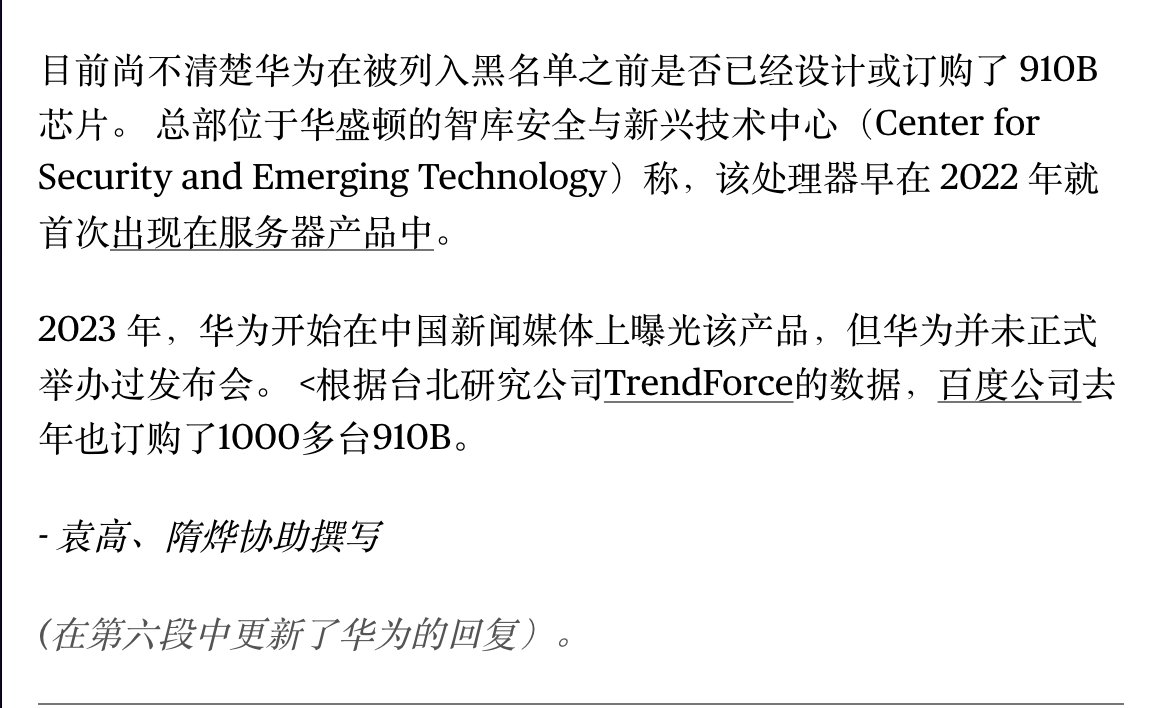 目前尚不清楚华为在被列入黑名单之前是否已经设计或订购了 910B
芯片。 总部位于华盛顿的智库安全与新兴技术中心（Center for
Security and Emerging Technology）称，该处理器早在 2022 年就
首次出现在服务器产品中。
2023 年，华为开始在中国新闻媒体上曝光该产品，但华为并未正式
举办过发布会。 <根据台北研究公司TrendForce的数据，百度公司去
年也订购了1000多台910B。
- 袁高、隋烨协助撰写
(在第六段中更新了华为的回复）。